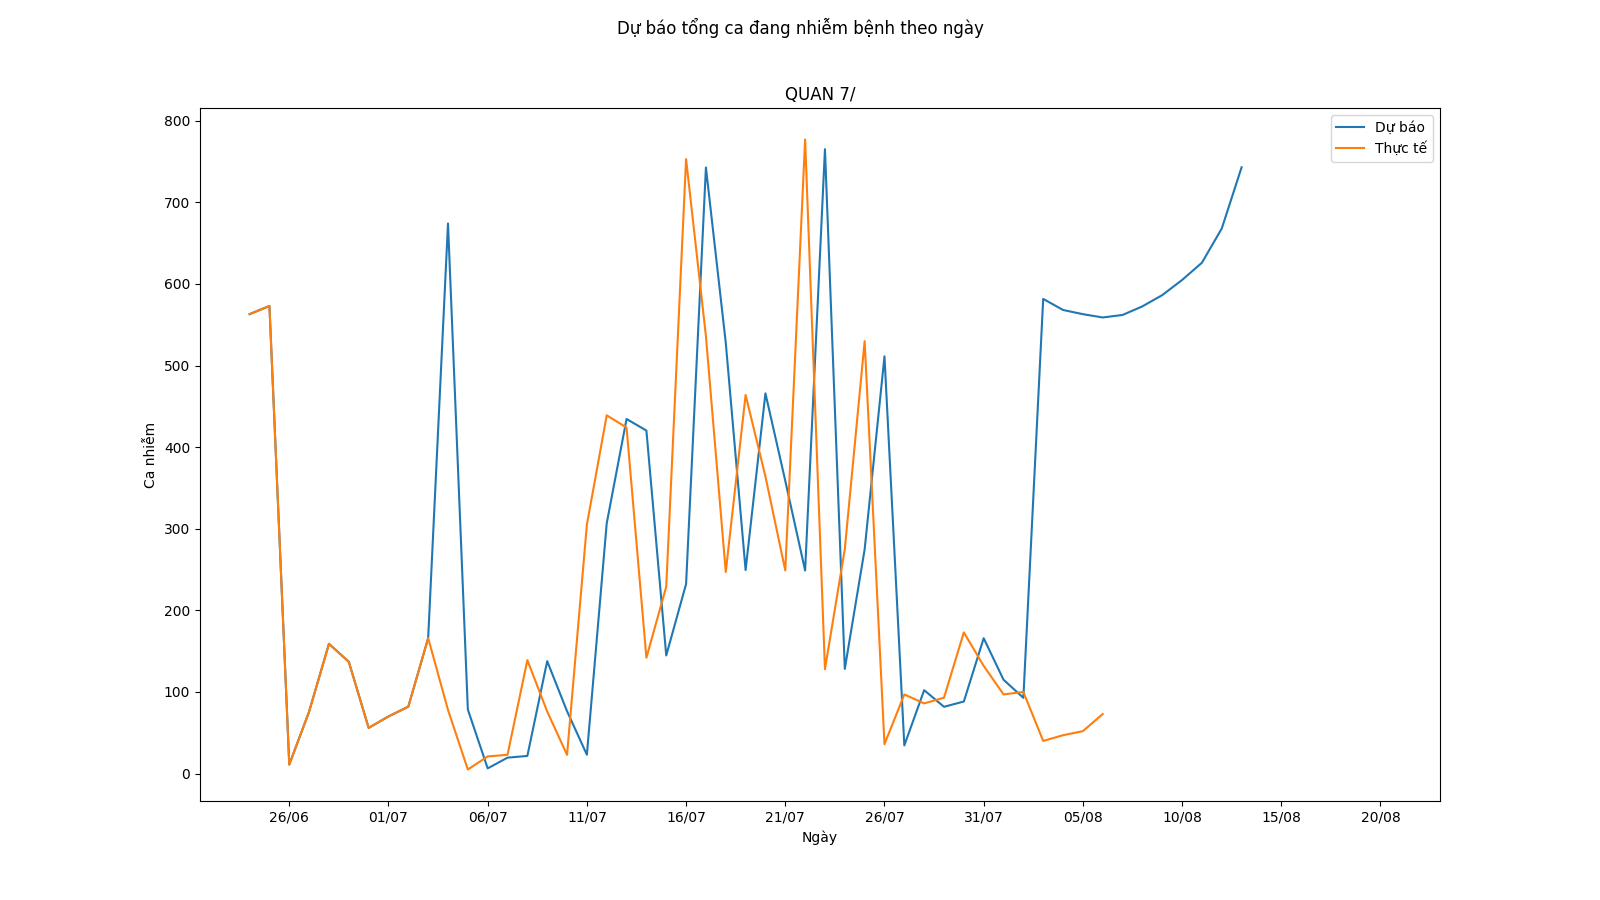 Dự báo tổng ca đang nhiễm bệnh theo ngày
QUAN 7/
Dự báo
Thực tế
800
700
600
500
400
300
200
100
0
Ca nhiễm
26/06 01/07 06/07 11/07 16/07 21/07 26/07 31/07 05/08 10/08 15/08 20/08
Ngày